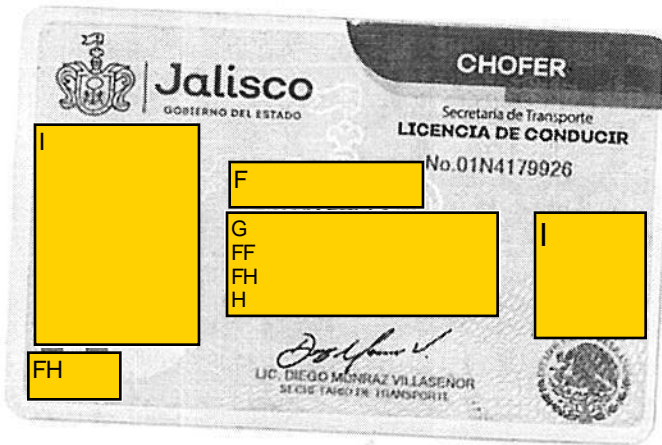 Jalisco
GOBIERNO DEL ESTADO
CHOFER
Secretaria de Transporte
LICENCIA DE CONDUCIR
No.01N4179926
I
F
G
FF
FH
H
I
FH
LIC. DIEGO MONRAZ VILLASEÑOR
SECRETARIO DE TRANSPORTE